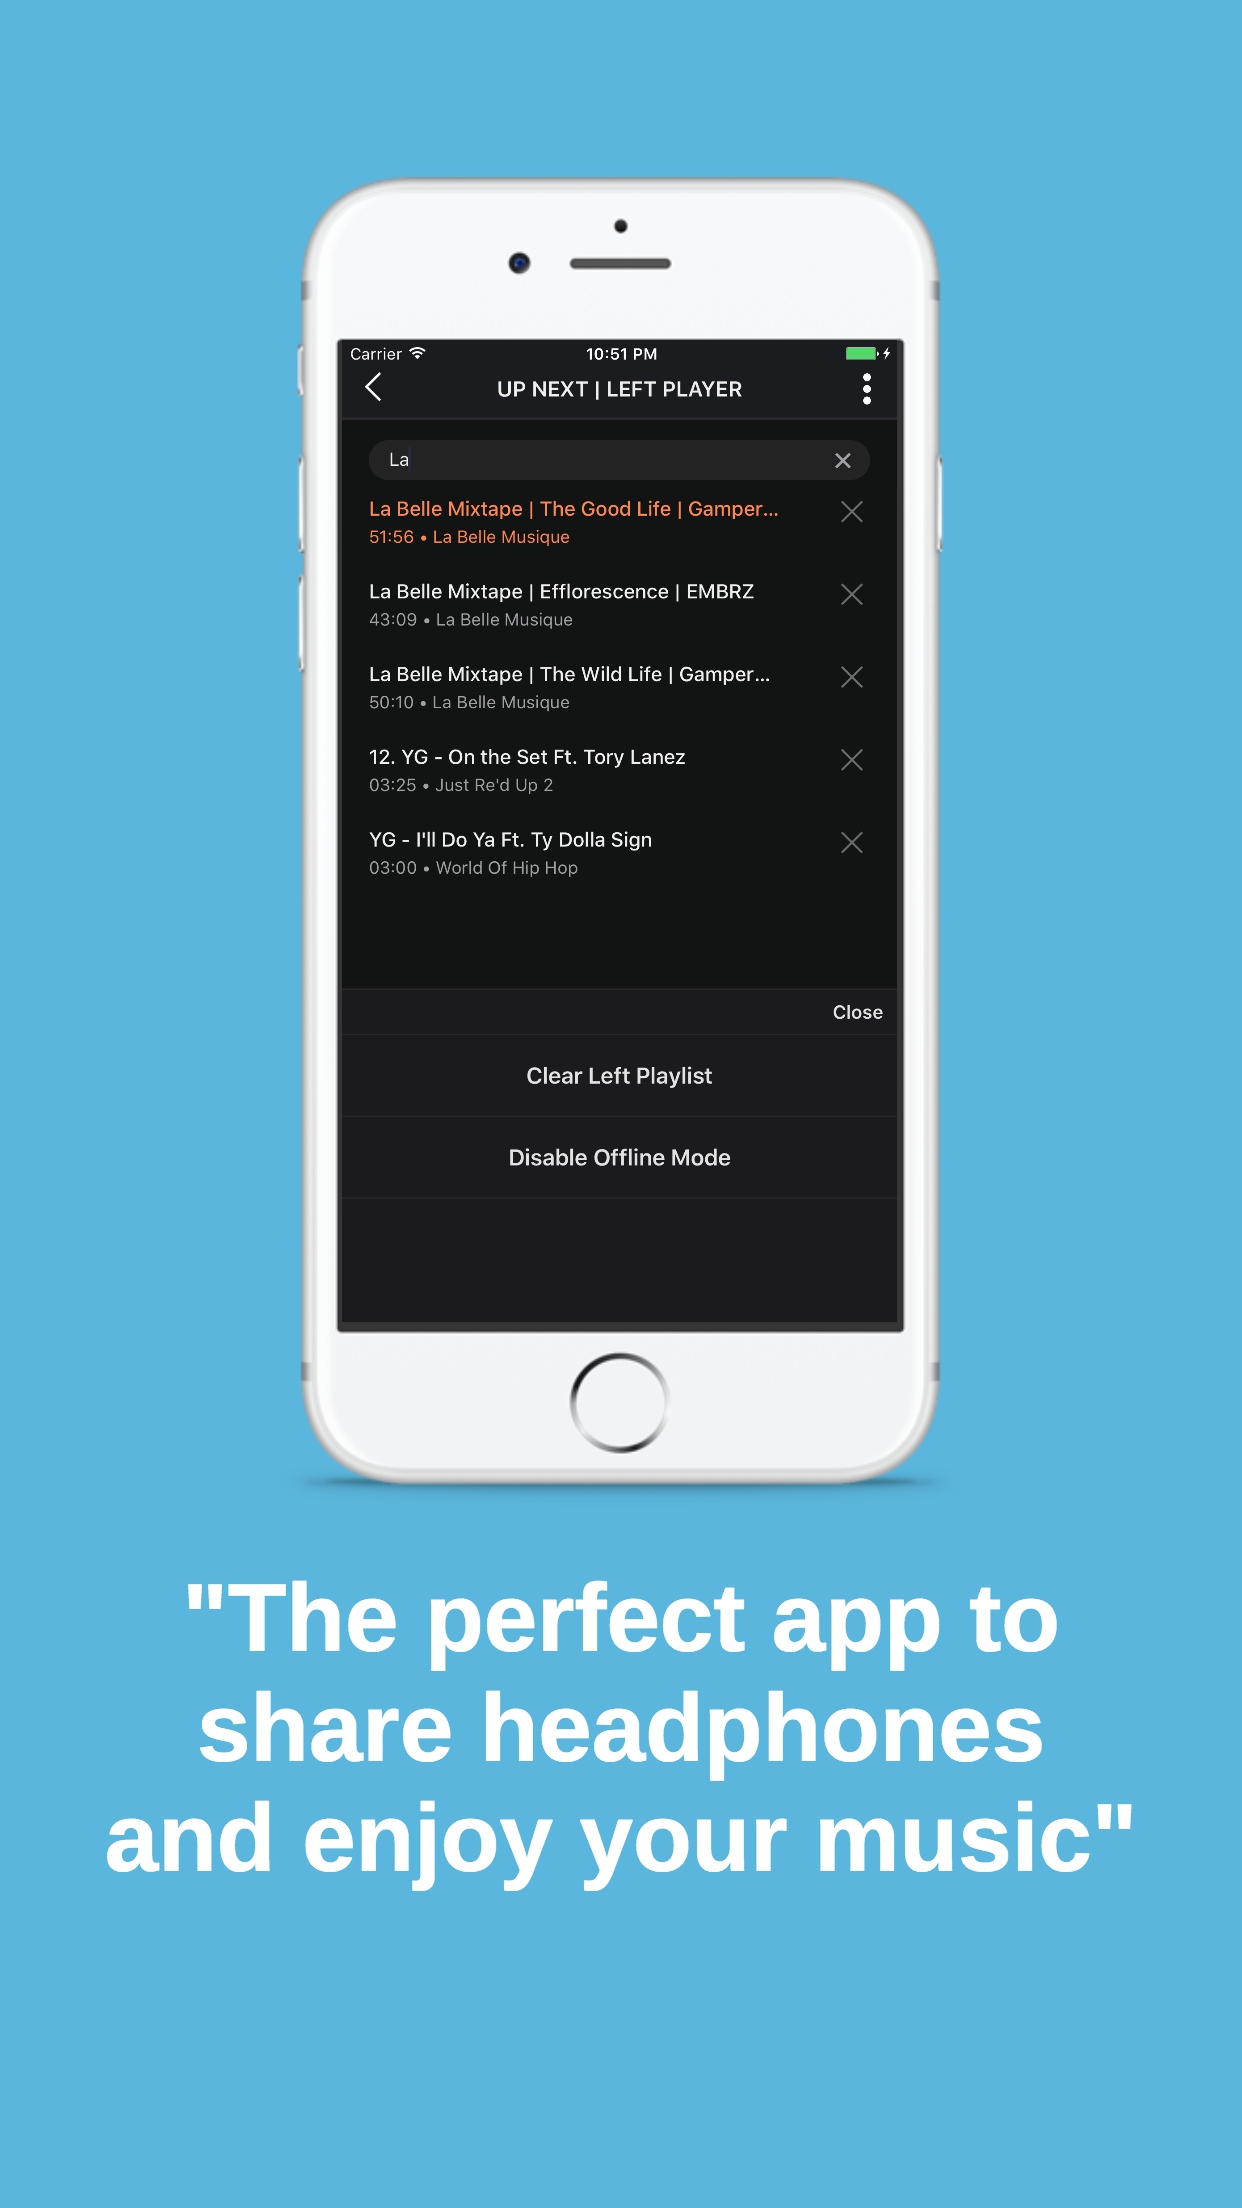 Carrier 10:51 PM
UP NEXT | LEFT PLAYER
La
La Belle Mixtape | The Good Life | Gamper...
51:56 • La Belle Musique
La Belle Mixtape | Efflorescence | EMBRZ
43:09 • La Belle Musique
La Belle Mixtape | The Wild Life | Gamper...
50:10 • La Belle Musique
12. YG - On the Set Ft. Tory Lanez
03:25 • Just Re'd Up 2
YG - I'll Do Ya Ft. Ty Dolla Sign
03:00 • World Of Hip Hop
Close
Clear Left Playlist
Disable Offline Mode
"The perfect app to
share headphones
and enjoy your music"